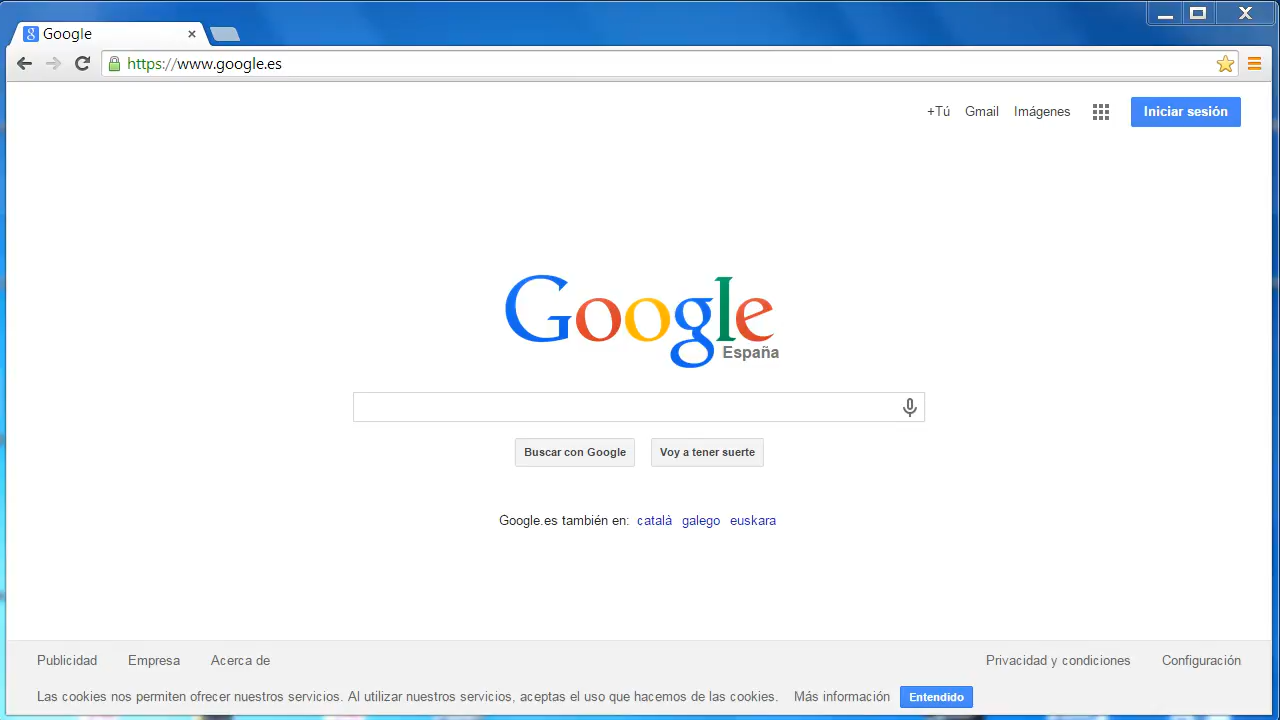 Google
https://www.google.es
+Tú Gmail Imágenes Iniciar sesión
Google
España
Buscar con Google Voy a tener suerte
Google.es también en: català galego euskara
Publicidad Empresa Acerca de Privacidad y condiciones Configuración
Las cookies nos permiten ofrecer nuestros servicios. Al utilizar nuestros servicios, aceptas el uso que hacemos de las cookies. Más información Entendido